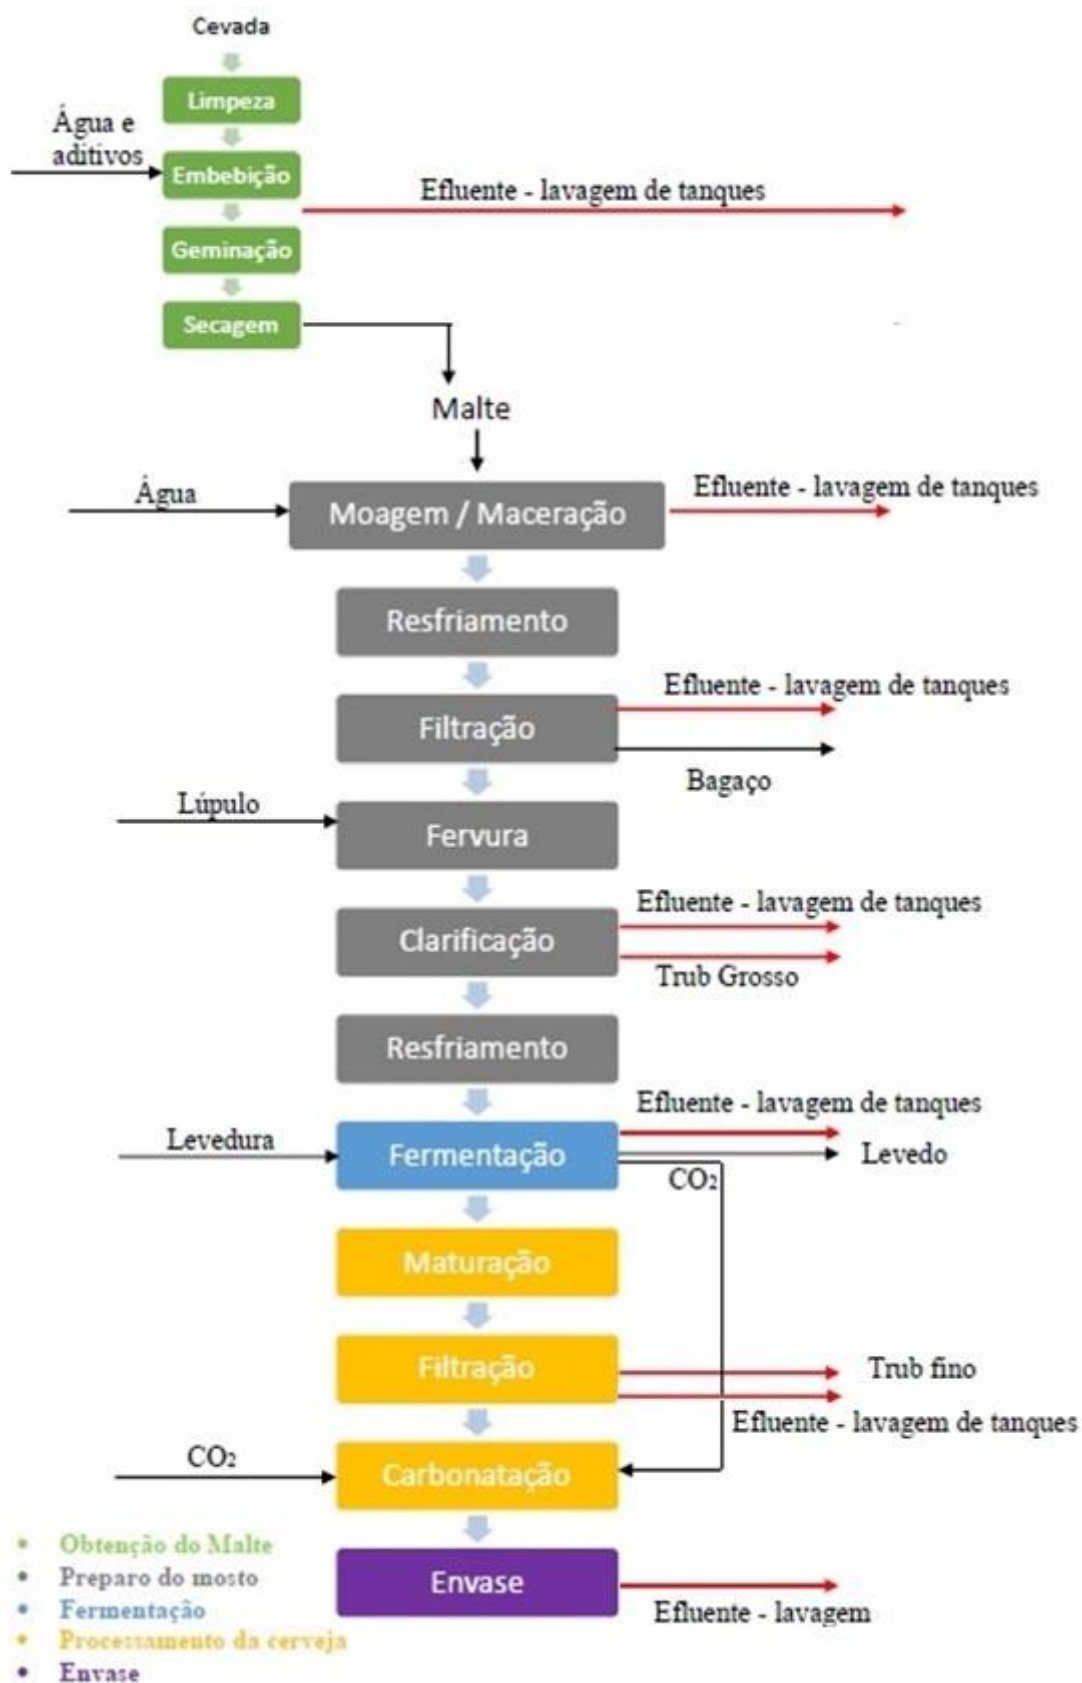 Cevada
Limpeza
Água e
aditivos
Embebição
Efluente - lavagem de tanques
Geminação
Secagem
Malte
Água
Moagem / Maceração
Efluente - lavagem de tanques
Resfriamento
Efluente - lavagem de tanques
Filtração
Bagaço
Lúpulo
Fervura
Efluente - lavagem de tanques
Clarificação
Trub Grosso
Resfriamento
Efluente - lavagem de tanques
Levedura
Fermentação
Levedo
CO₂
Maturação
Filtração
Trub fino
Efluente - lavagem de tanques
CO₂
Carbonatação
• Obtenção do Malte
• Preparo do mosto
• Fermentação
• Processamento da cerveja
• Envase
Envase
Efluente - lavagem